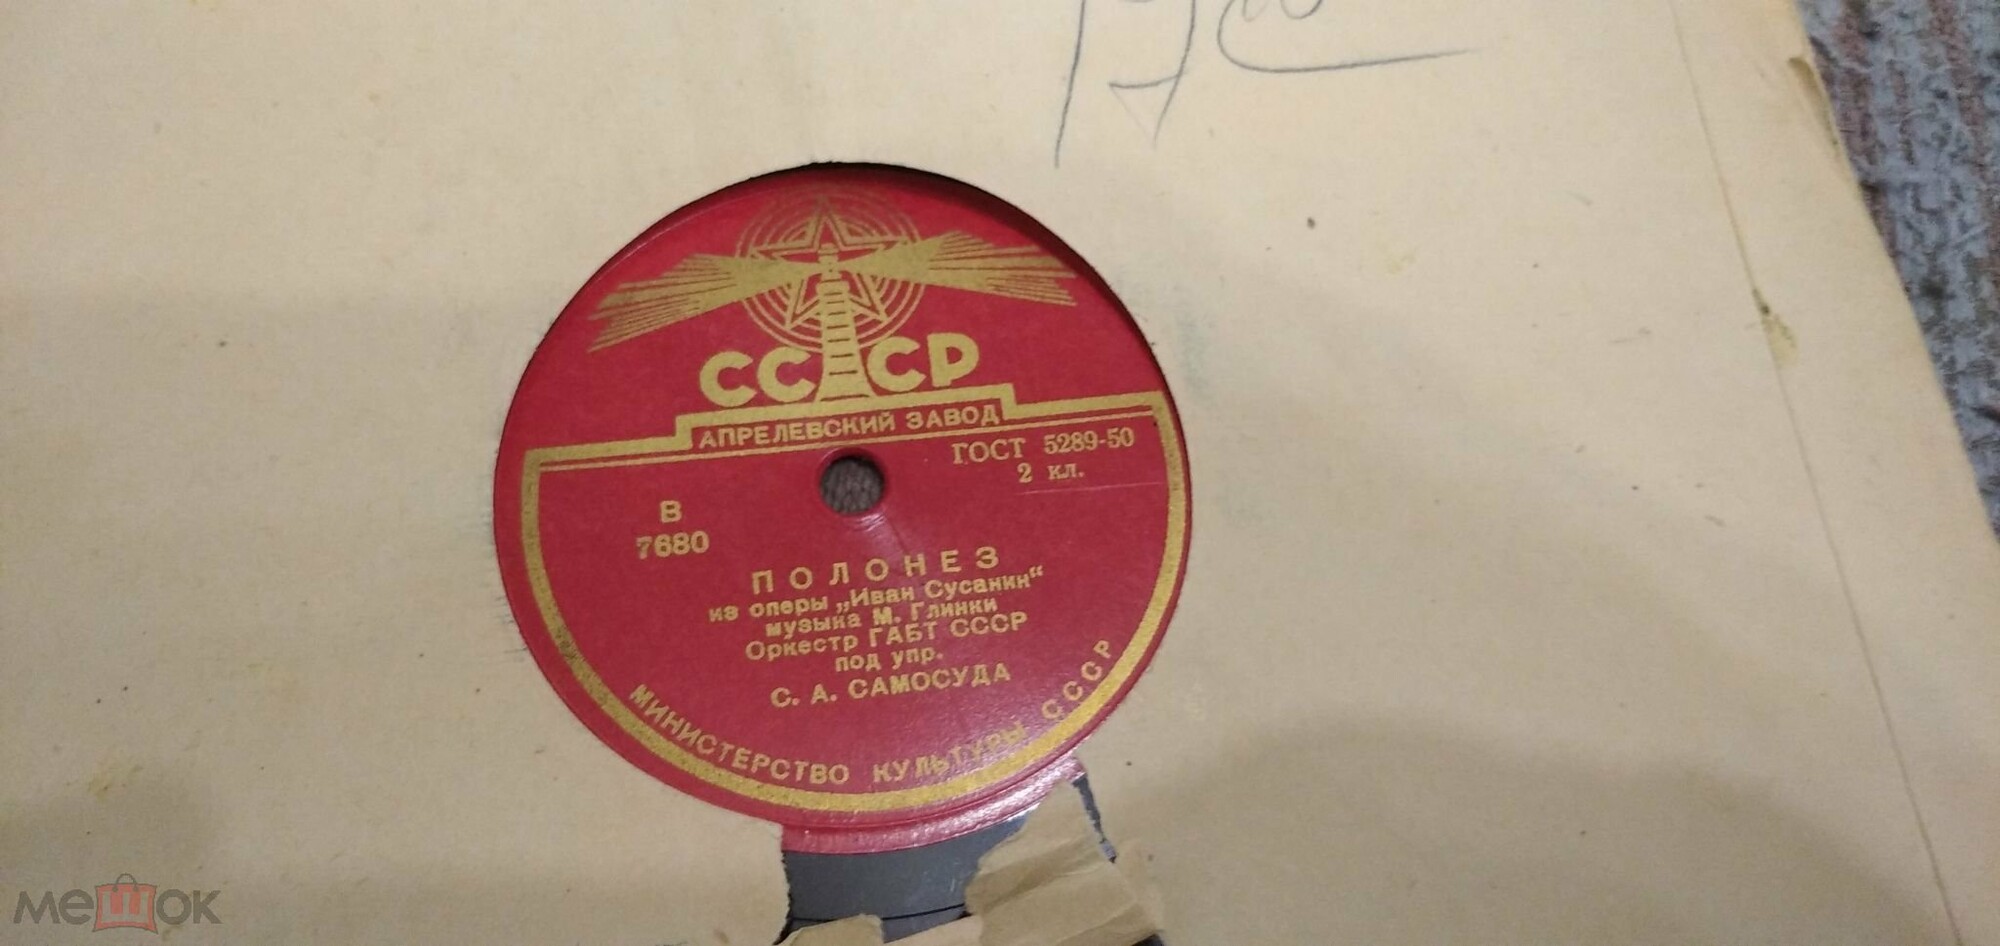 СССР
АПРЕЛЕВСКИЙ ЗАВОД
ГОСТ 5289-50
2 кл.
В
7680
ПОЛОНЕЗ
из оперы „Иван Сусанин“
музыка М. Глинки
Оркестр ГАБТ СССР
под упр.
С. А. САМОСУДА
МИНИСТЕРСТВО КУЛЬТУРЫ СССР
мешок